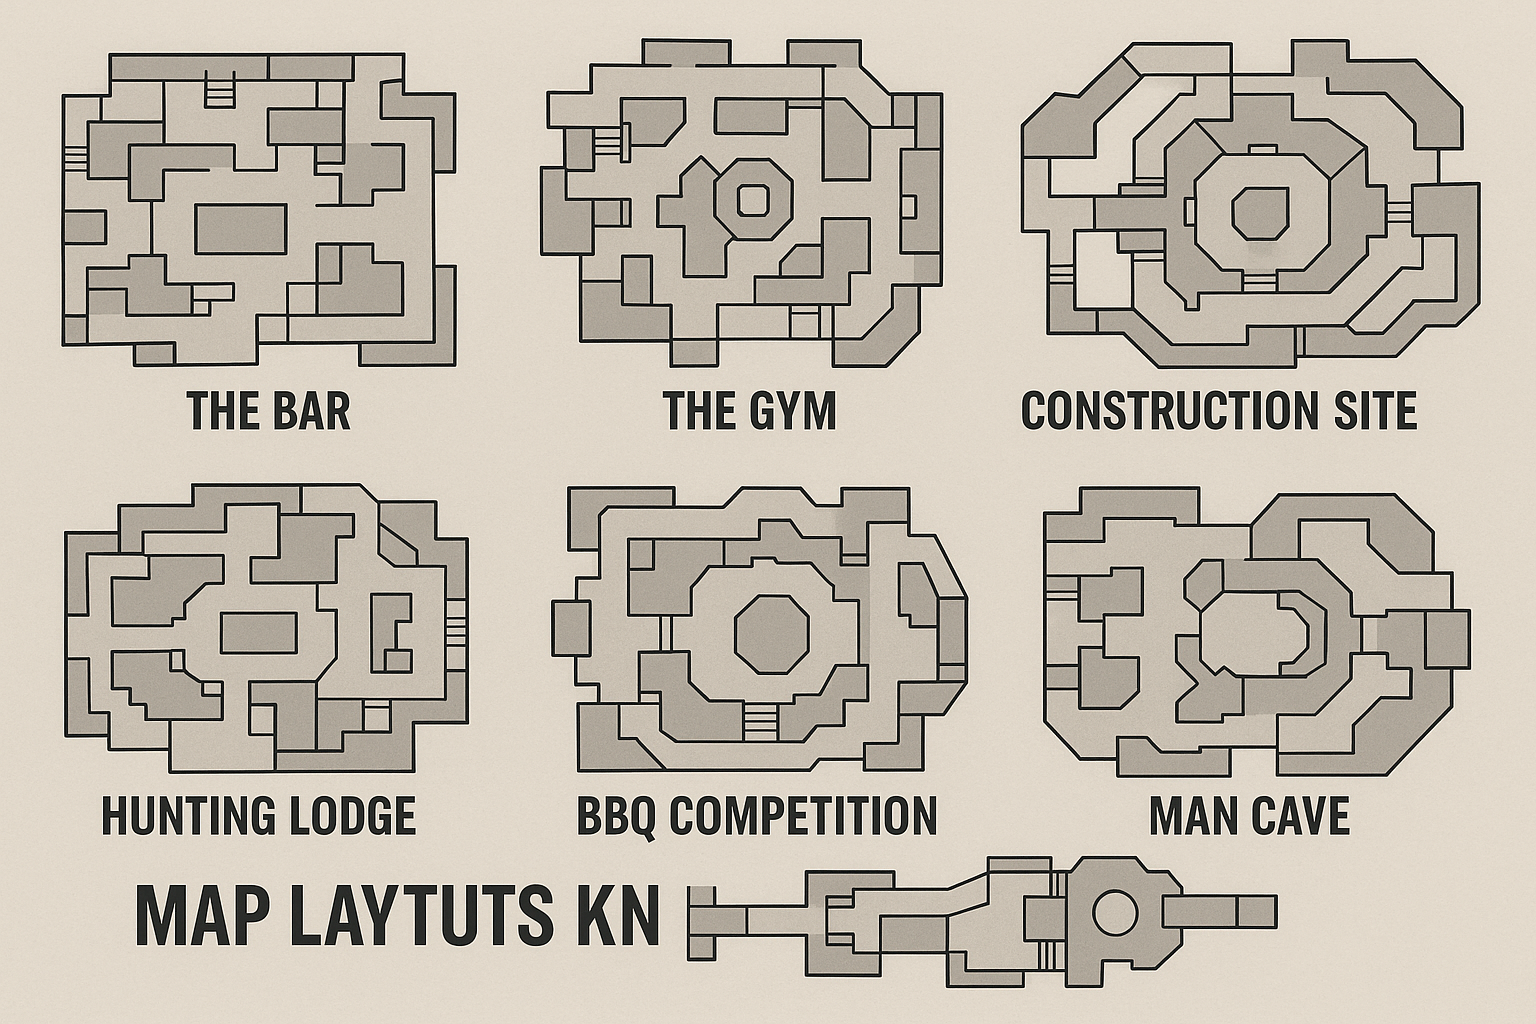 THE BAR
THE GYM
CONSTRUCTION SITE
HUNTING LODGE
BBQ COMPETITION
MAN CAVE
MAP LAYTUTS KN